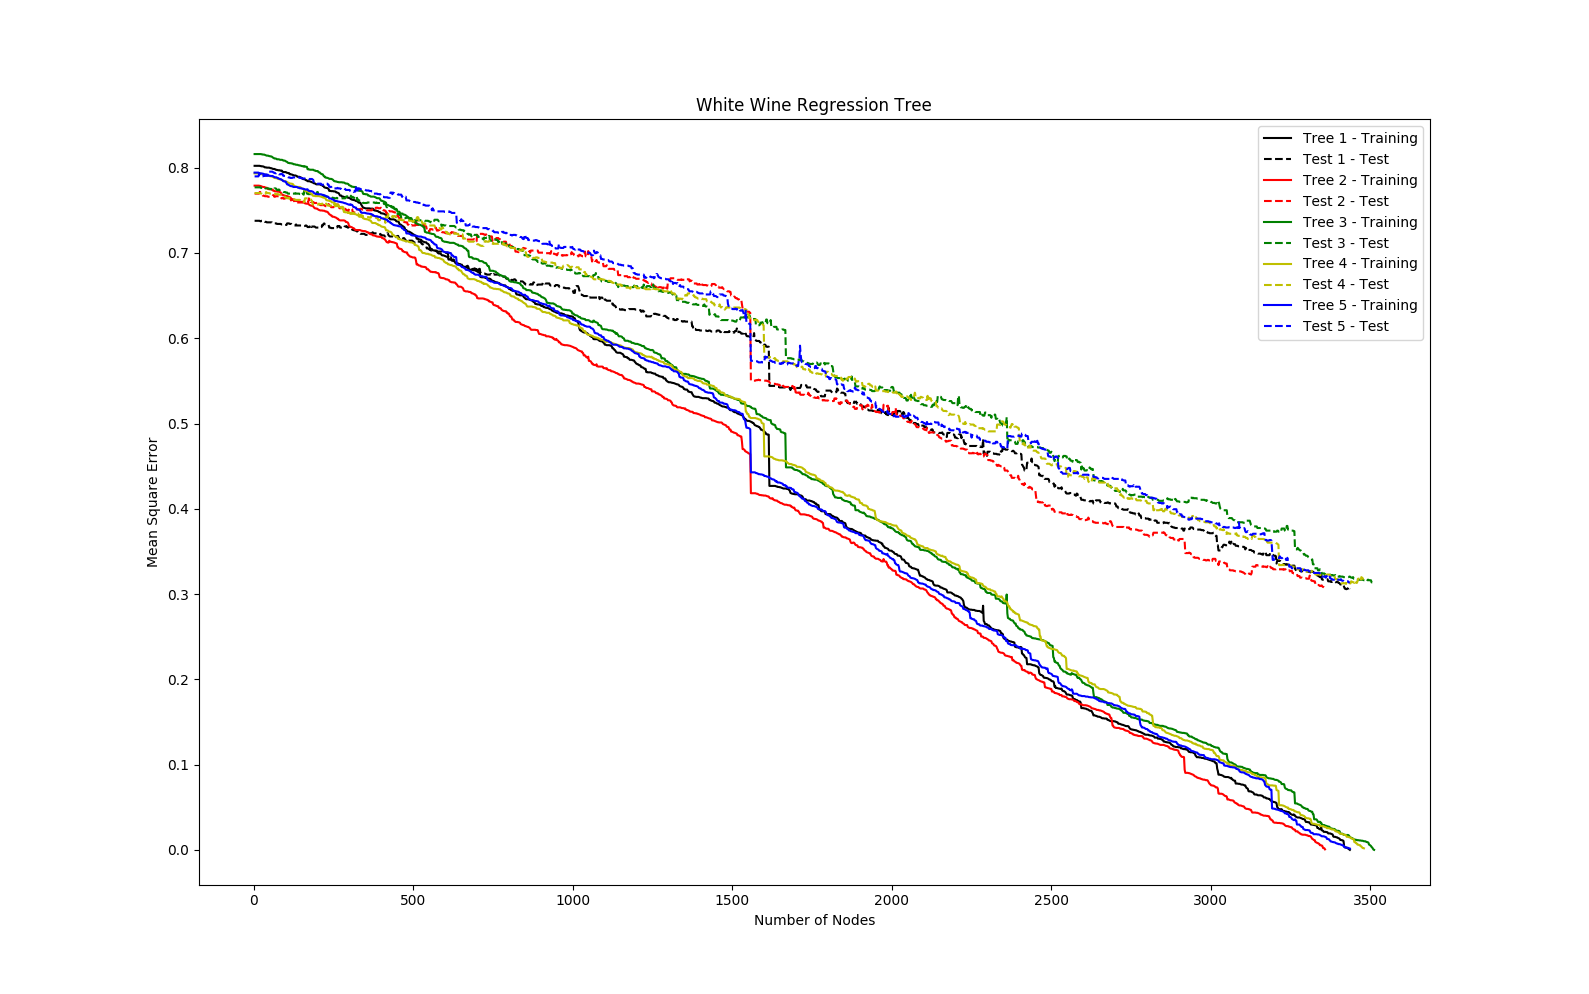 White Wine Regression Tree
Tree 1 - Training
Test 1 - Test
Tree 2 - Training
Test 2 - Test
Tree 3 - Training
Test 3 - Test
Tree 4 - Training
Test 4 - Test
Tree 5 - Training
Test 5 - Test
Mean Square Error
0.8
0.7
0.6
0.5
0.4
0.3
0.2
0.1
0.0
0 500 1000 1500 2000 2500 3000 3500
Number of Nodes